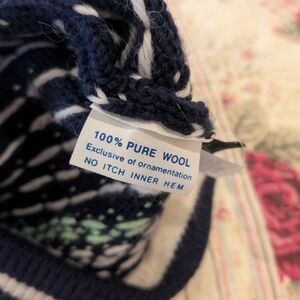 100% PURE WOOL
Exclusive of ornamentation
NO ITCH INNER HEM